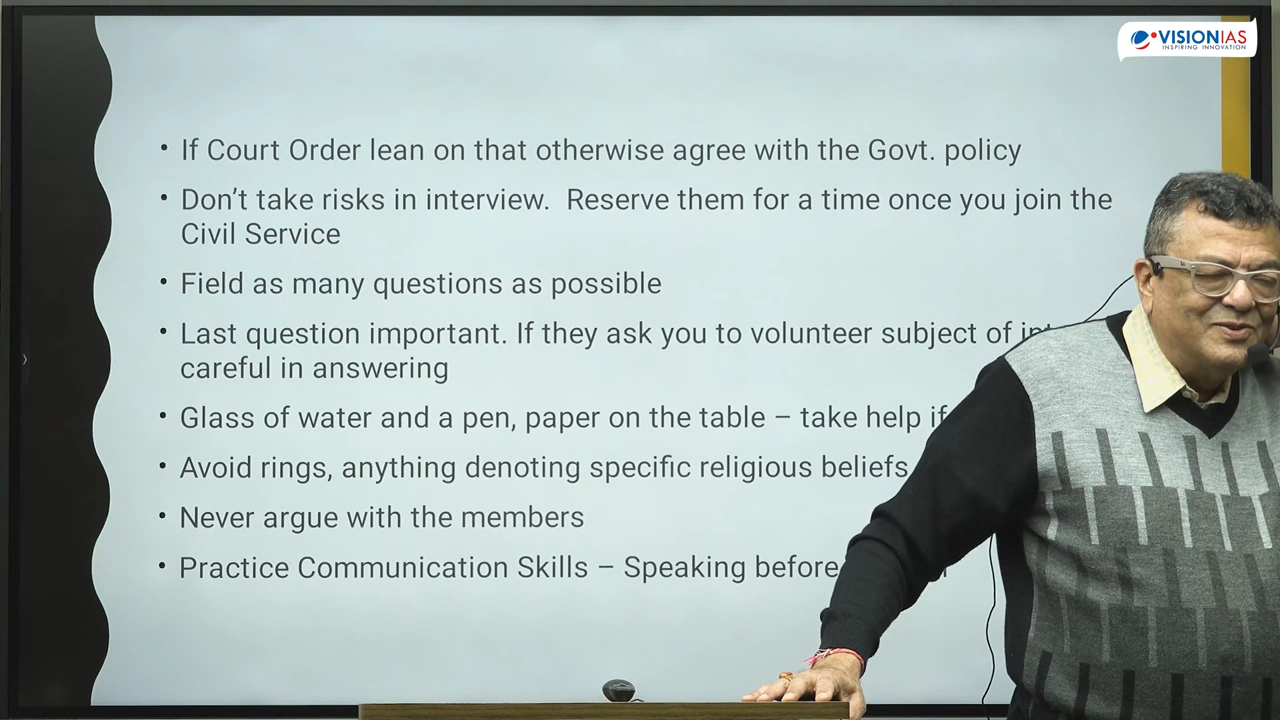 VISIONIAS
INSPIRING INNOVATION
• If Court Order lean on that otherwise agree with the Govt. policy
• Don’t take risks in interview.  Reserve them for a time once you join the
Civil Service
• Field as many questions as possible
• Last question important. If they ask you to volunteer subject of
careful in answering
• Glass of water and a pen, paper on the table – take help if
• Avoid rings, anything denoting specific religious beliefs
• Never argue with the members
• Practice Communication Skills – Speaking before